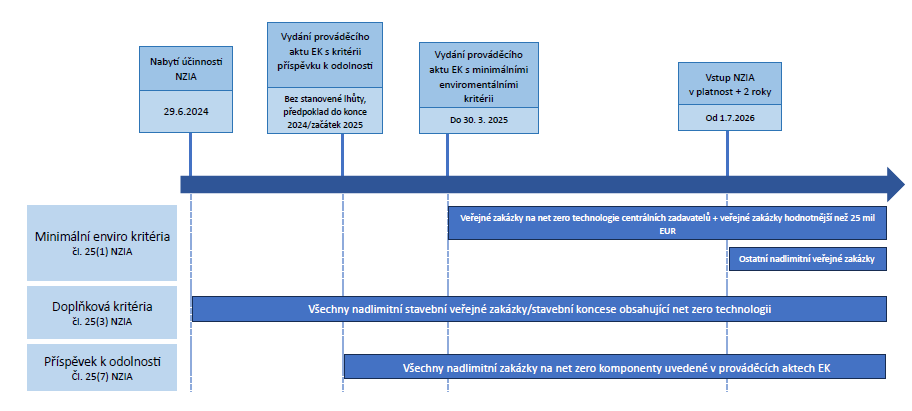 Nabytí účinnosti
NZIA
29.6.2024
Vydání prováděcího
aktu EK s kritérii
příspěvku k odolnosti
Bez stanovené lhůty,
předpoklad do konce
2024/začátek 2025
Vydání prováděcího
aktu EK s minimálními
enviromentálními
kritérii
Do 30. 3. 2025
Vstup NZIA
v platnost + 2 roky
Od 1.7.2026
Minimální enviro kritéria
čl. 25(1) NZIA
Veřejné zakázky na net zero technologie centrálních zadavatelů + veřejné zakázky hodnotnější než 25 mil
EUR
Ostatní nadlimitní veřejné zakázky
Doplňková kritéria
čl. 25(3) NZIA
Všechny nadlimitní stavební veřejné zakázky/stavební koncese obsahující net zero technologii
Příspěvek k odolnosti
Čl. 25(7) NZIA
Všechny nadlimitní zakázky na net zero komponenty uvedené v prováděcích aktech EK